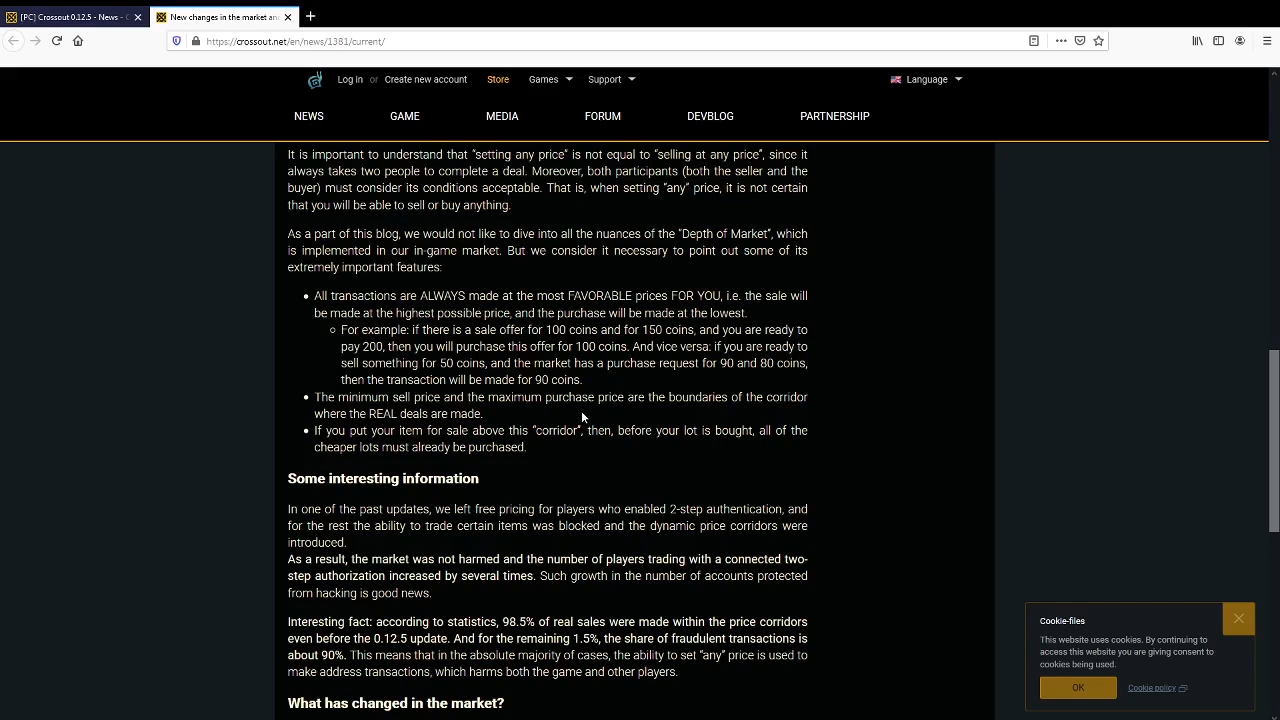 [PC] Crossout 0.12.5 - News - C
New changes in the market and
https://crossout.net/en/news/1381/current/
Log in or Create new account Store Games Support Language
NEWS GAME MEDIA FORUM DEVBLOG PARTNERSHIP
It is important to understand that “setting any price” is not equal to “selling at any price”, since it
always takes two people to complete a deal. Moreover, both participants (both the seller and the
buyer) must consider its conditions acceptable. That is, when setting “any” price, it is not certain
that you will be able to sell or buy anything.
As a part of this blog, we would not like to dive into all the nuances of the “Depth of Market”, which
is implemented in our in-game market. But we consider it necessary to point out some of its
extremely important features:
All transactions are ALWAYS made at the most FAVORABLE prices FOR YOU, i.e. the sale will
be made at the highest possible price, and the purchase will be made at the lowest.
For example: if there is a sale offer for 100 coins and for 150 coins, and you are ready to
pay 200, then you will purchase this offer for 100 coins. And vice versa: if you are ready to
sell something for 50 coins, and the market has a purchase request for 90 and 80 coins,
then the transaction will be made for 90 coins.
The minimum sell price and the maximum purchase price are the boundaries of the corridor
where the REAL deals are made.
If you put your item for sale above this “corridor”, then, before your lot is bought, all of the
cheaper lots must already be purchased.
Some interesting information
In one of the past updates, we left free pricing for players who enabled 2-step authentication, and
for the rest the ability to trade certain items was blocked and the dynamic price corridors were
introduced.
As a result, the market was not harmed and the number of players trading with a connected two-
step authorization increased by several times. Such growth in the number of accounts protected
from hacking is good news.
Interesting fact: according to statistics, 98.5% of real sales were made within the price corridors
even before the 0.12.5 update. And for the remaining 1.5%, the share of fraudulent transactions is
about 90%. This means that in the absolute majority of cases, the ability to set “any” price is used to
make address transactions, which harms both the game and other players.
What has changed in the market?
Cookie-files
This website uses cookies. By continuing to
access this website you are giving consent to
cookies being used.
OK Cookie policy